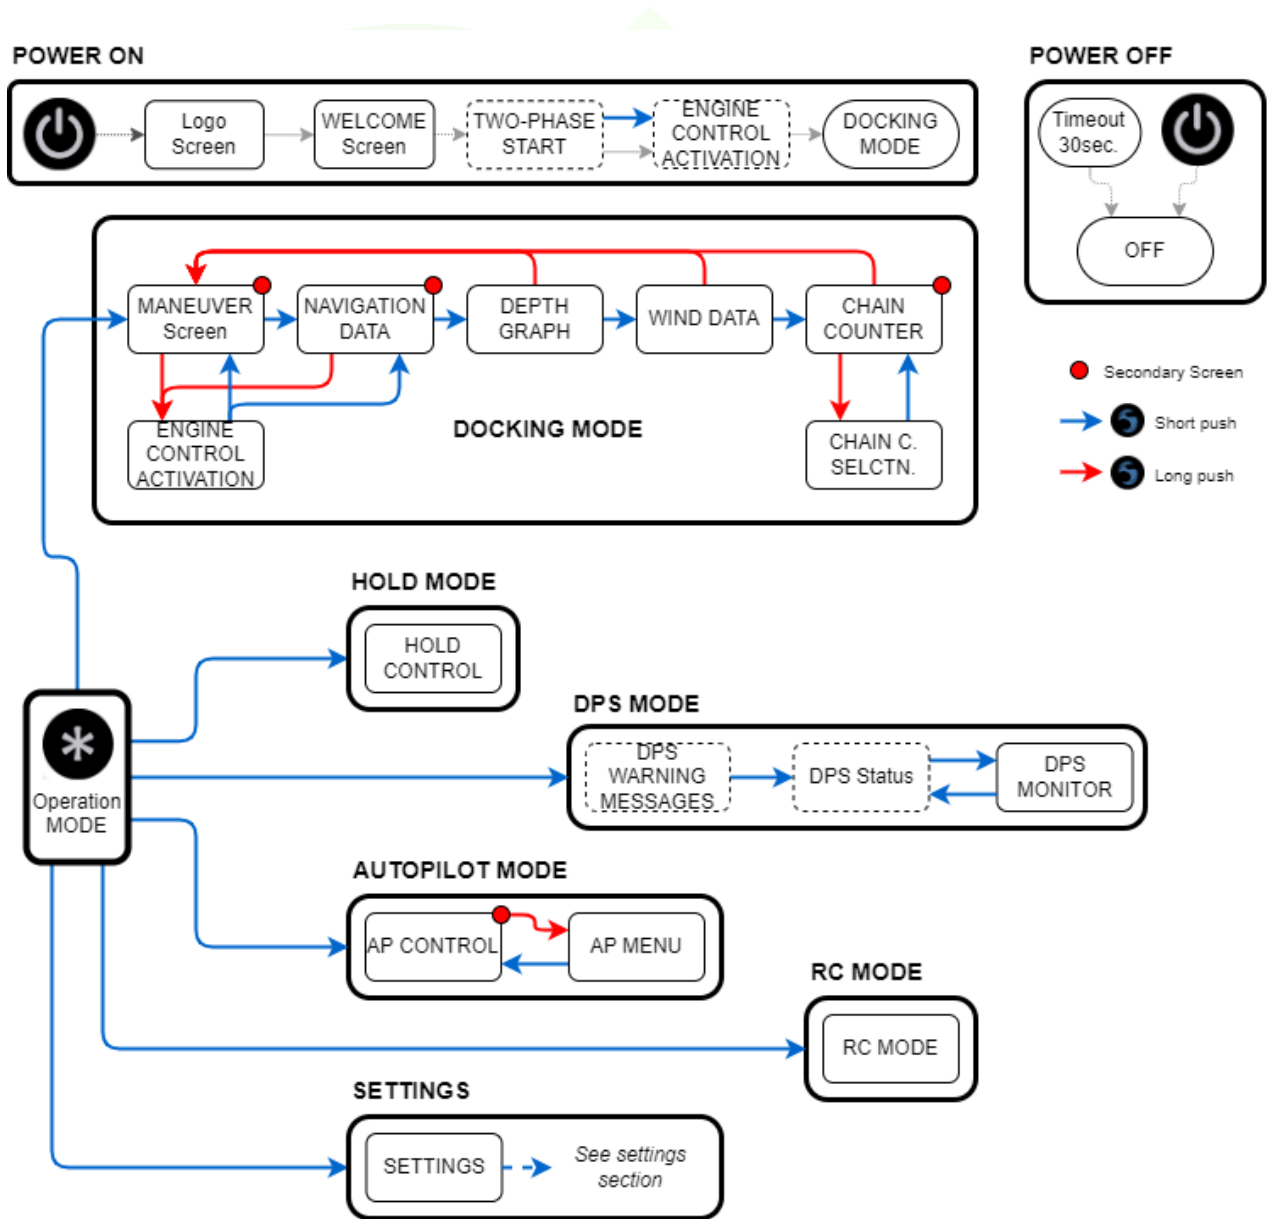 POWER ON
Logo
Screen
WELCOME
Screen
TWO-PHASE
START
ENGINE
CONTROL
ACTIVATION
DOCKING
MODE
POWER OFF
Timeout
30sec.
OFF
MANEUVER
Screen
NAVIGATION
DATA
DEPTH
GRAPH
WIND DATA
CHAIN
COUNTER
ENGINE
CONTROL
ACTIVATION
DOCKING MODE
CHAIN C.
SELCTN.
Secondary Screen
Short push
Long push
HOLD MODE
HOLD
CONTROL
DPS MODE
DPS
WARNING
MESSAGES
DPS Status
DPS
MONITOR
*
Operation
MODE
AUTOPILOT MODE
AP CONTROL
AP MENU
RC MODE
RC MODE
SETTINGS
SETTINGS
See settings
section